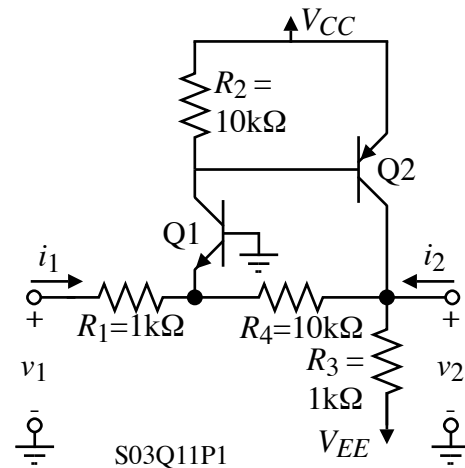 V_CC
R_2 =
10kΩ
Q2
Q1
i_1
i_2
+
R_1=1kΩ
R_4=10kΩ
+
R_3 =
1kΩ
v_1
v_2
-
-
V_EE
S03Q11P1